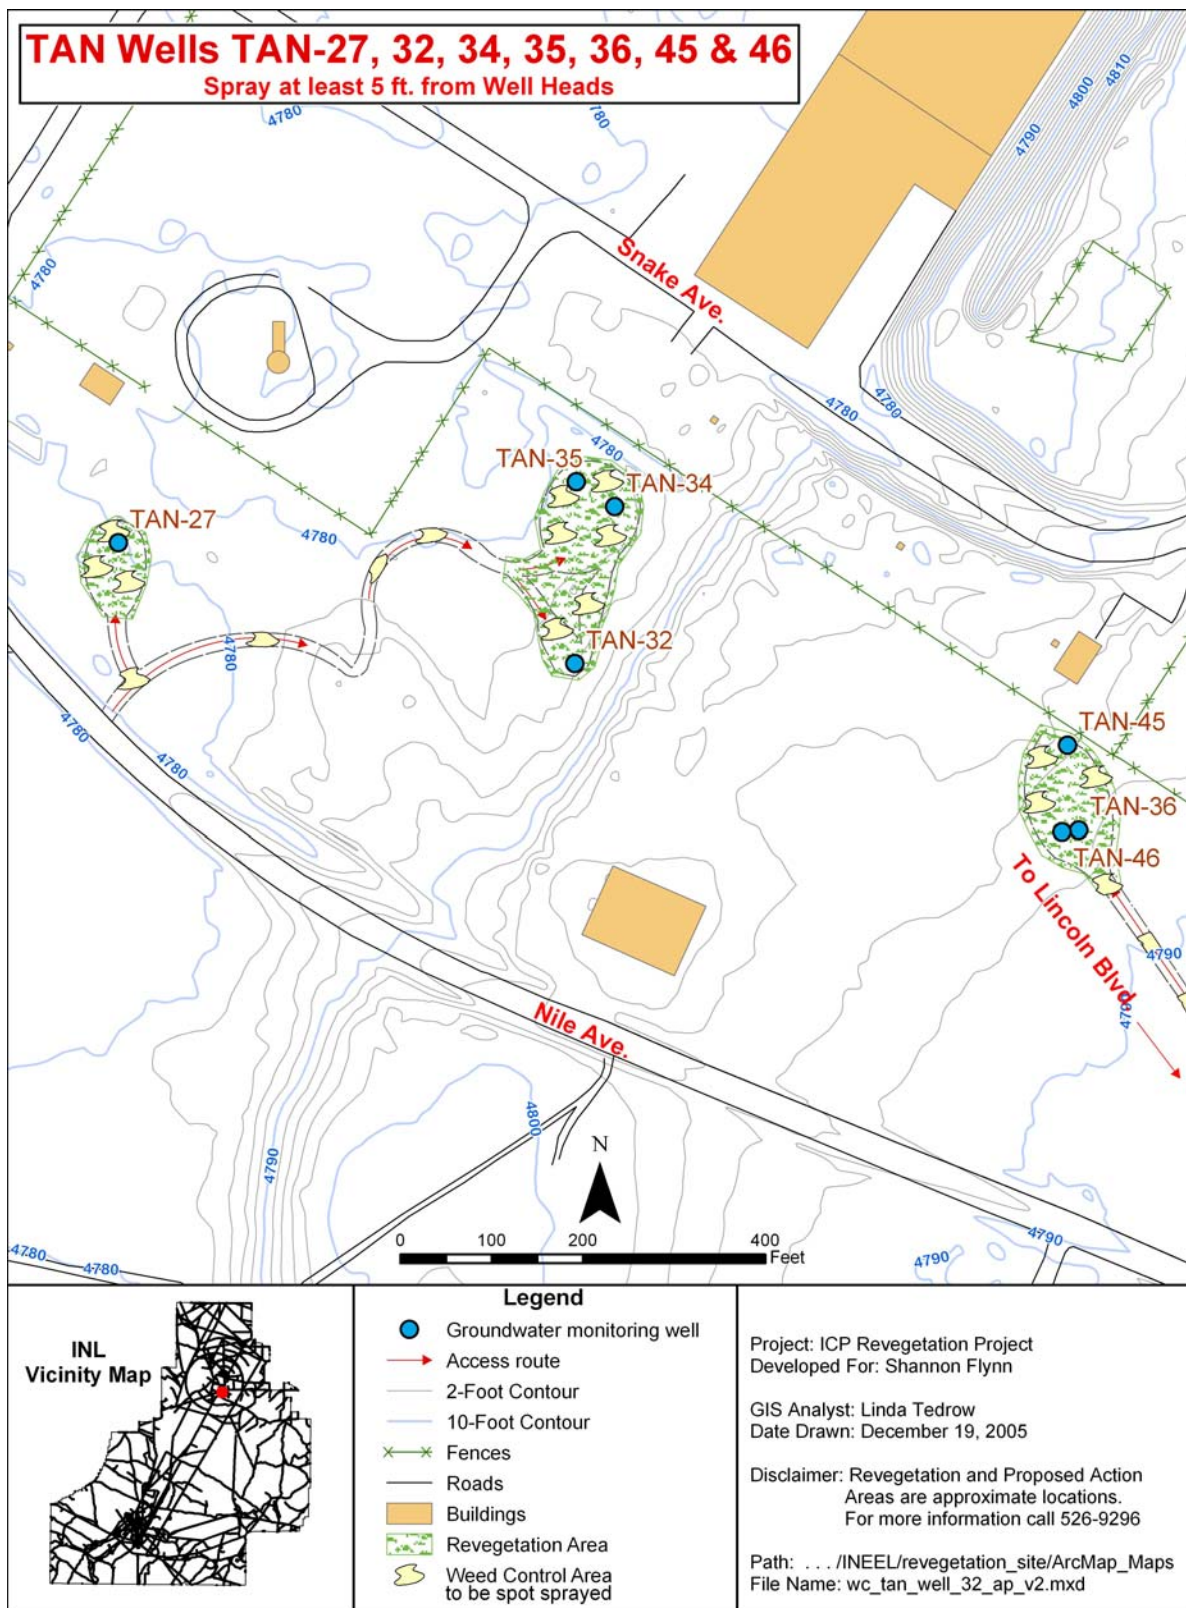 TAN Wells TAN-27, 32, 34, 35, 36, 45 & 46
Spray at least 5 ft. from Well Heads
4780
4780
4790
4800
4810
4780
Snake Ave.
4780
4780
4780
TAN-35
TAN-34
TAN-27
4780
4780
TAN-32
4780
4780
TAN-45
TAN-36
TAN-46
To Lincoln Blvd.
4790
4790
Nile Ave.
4800
4790
N
4780
4780
4790
4790
0 100 200 400
Feet
INL
Vicinity Map
Legend
Groundwater monitoring well
Access route
2-Foot Contour
10-Foot Contour
Fences
Roads
Buildings
Revegetation Area
Weed Control Area
to be spot sprayed
Project: ICP Revegetation Project
Developed For: Shannon Flynn
GIS Analyst: Linda Tedrow
Date Drawn: December 19, 2005
Disclaimer: Revegetation and Proposed Action
Areas are approximate locations.
For more information call 526-9296
Path: . . . /INEEL/revegetation_site/ArcMap_Maps
File Name: wc_tan_well_32_ap_v2.mxd